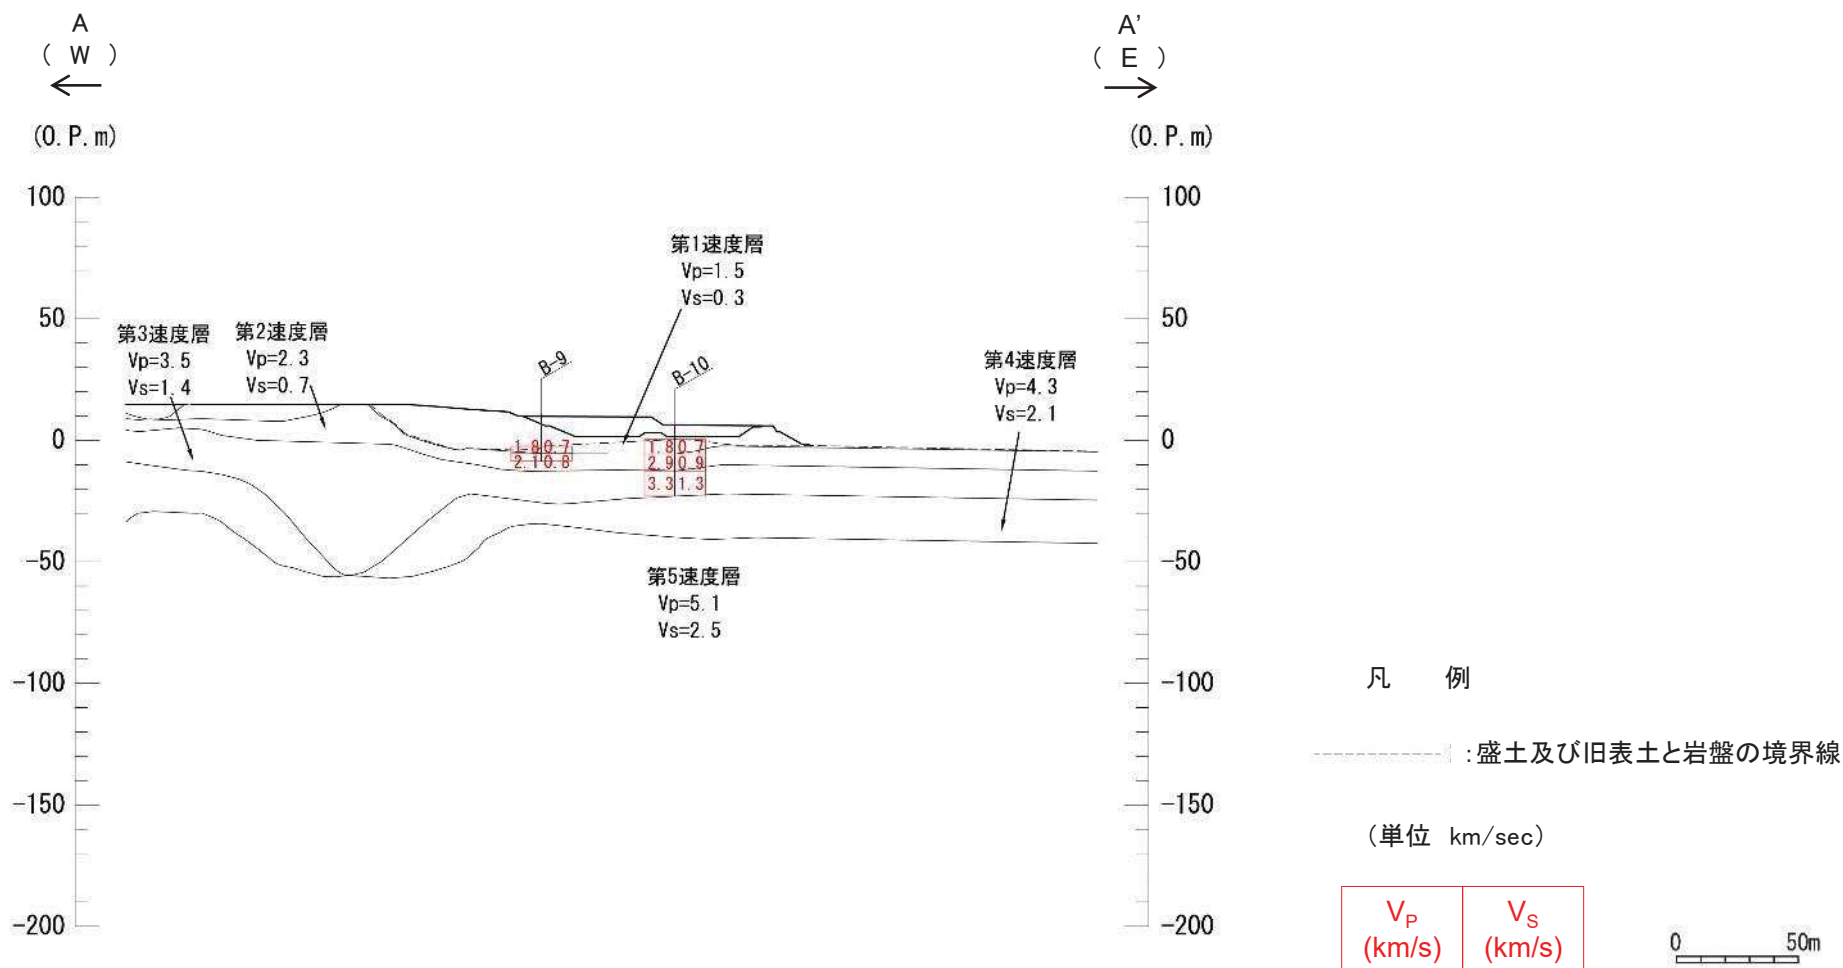 A
( W )
A'
( E )
(O.P.m)
(O.P.m)
100
50
0
-50
-100
-150
-200
100
50
0
-50
-100
-150
-200
第1速度層
Vp=1.5
Vs=0.3
第3速度層
Vp=3.5
Vs=1.4
第2速度層
Vp=2.3
Vs=0.7
B-9
B-10
第4速度層
Vp=4.3
Vs=2.1
1.8 0.7
2.1 0.8
1.8 0.7
2.9 0.9
3.3 1.3
第5速度層
Vp=5.1
Vs=2.5
凡 例
:盛土及び旧表土と岩盤の境界線
(単位 km/sec)
VP
(km/s)
VS
(km/s)
0 50m